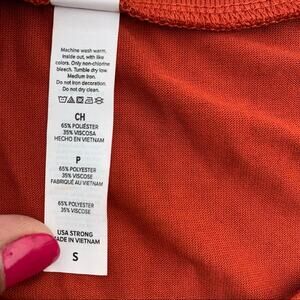 Machine wash warm,
inside out, with like
colors. Only non-chlorine
bleach. Tumble dry low.
Medium iron.
Do not iron decoration.
Do not dry clean.
CH
65% POLIÉSTER
35% VISCOSE
HECHO EN VIETNAM
P
65% POLYESTER
35% VISCOSE
FABRIQUÉ AU VIETNAM
65% POLYESTER
35% VISCOSE
USA STRONG
MADE IN VIETNAM
S